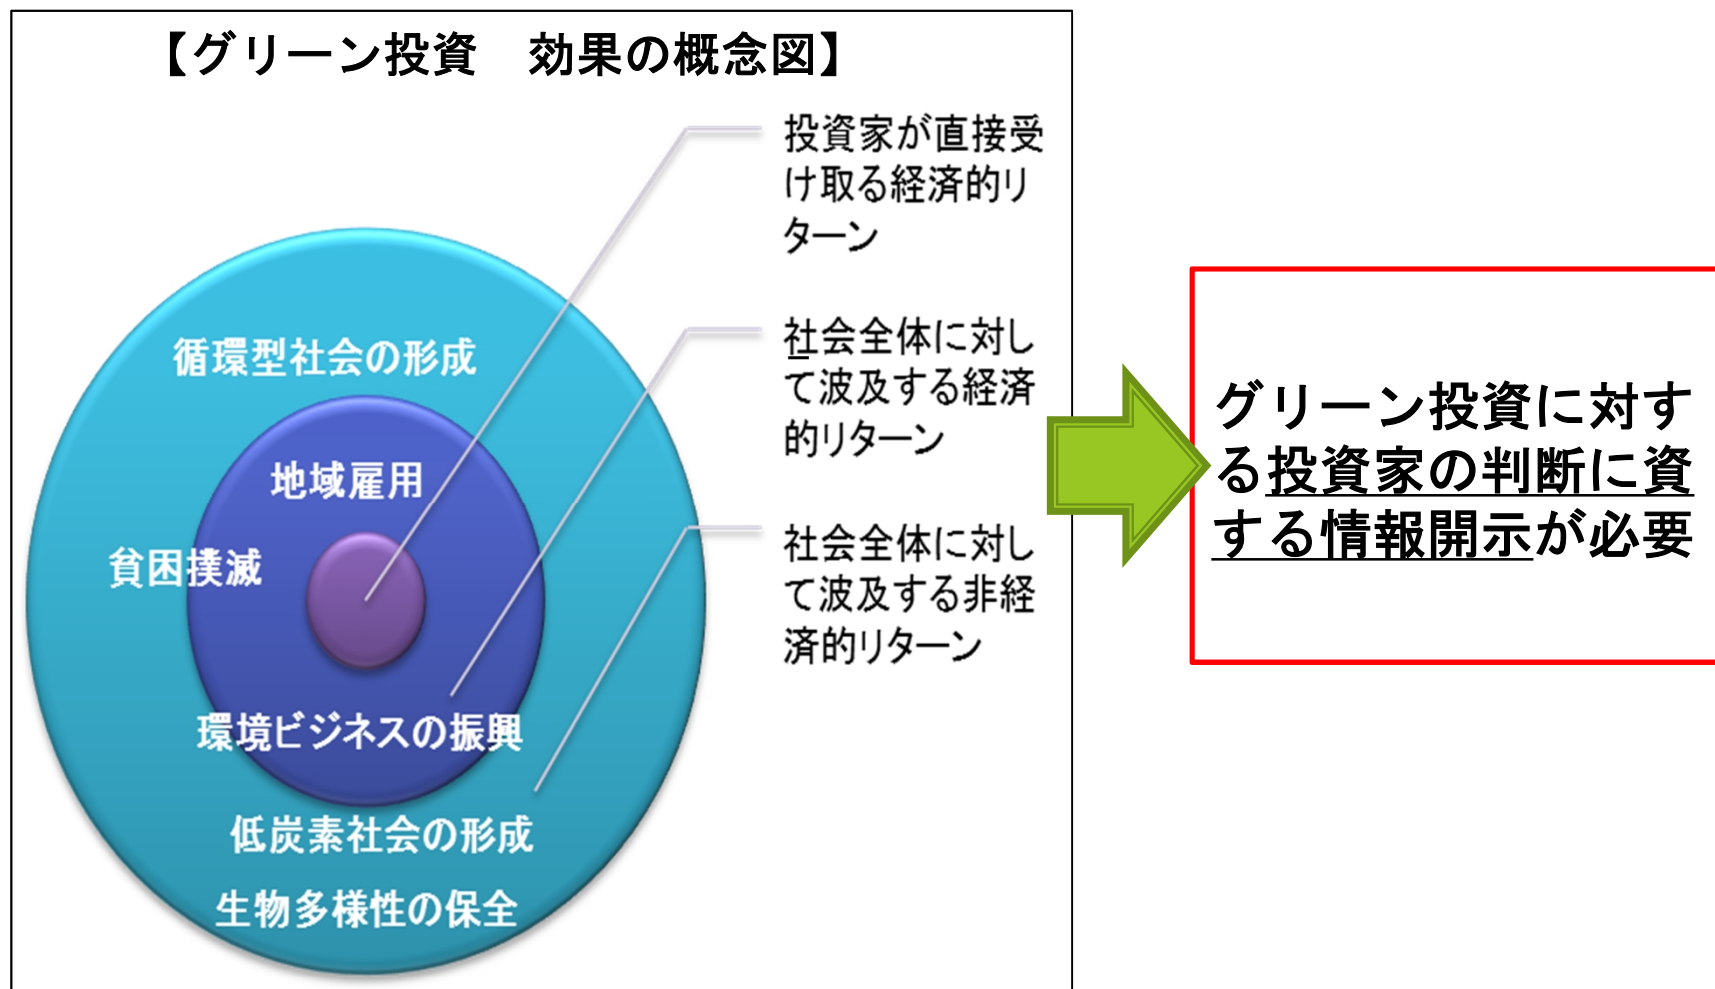 【グリーン投資　効果の概念図】
投資家が直接受
け取る経済的リ
ターン
社会全体に対し
て波及する経済
的リターン
社会全体に対し
て波及する非経
済的リターン
循環型社会の形成
地域雇用
貧困撲滅
環境ビジネスの振興
低炭素社会の形成
生物多様性の保全
グリーン投資に対す
る投資家の判断に資
する情報開示が必要